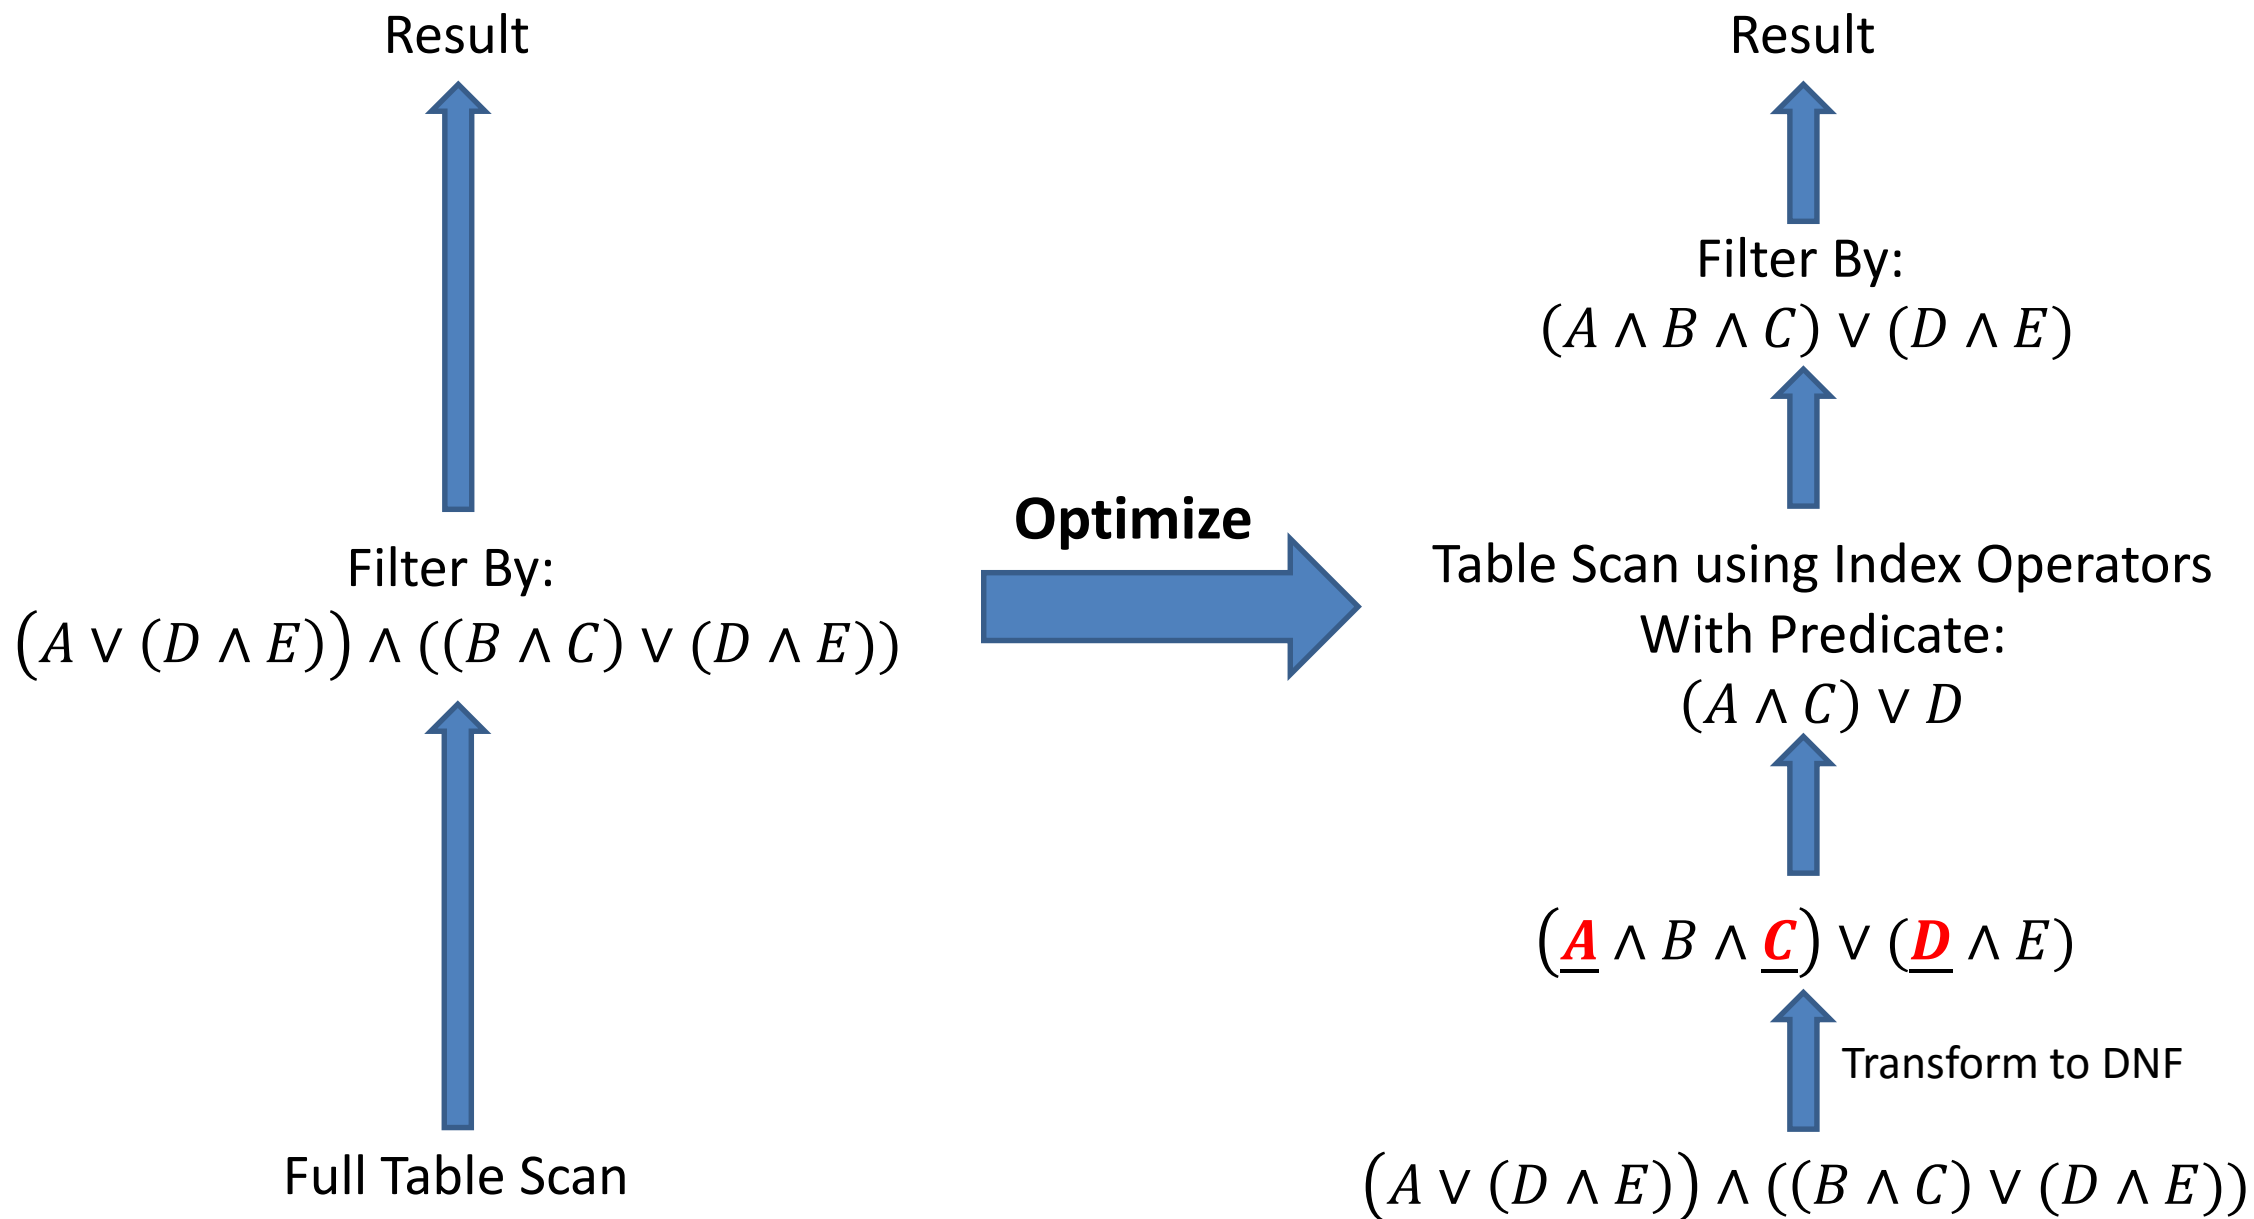 Result
Filter By:
(A ∨ (D ∧ E)) ∧ ((B ∧ C) ∨ (D ∧ E))
Full Table Scan
Optimize
Result
Filter By:
(A ∧ B ∧ C) ∨ (D ∧ E)
Table Scan using Index Operators
With Predicate:
(A ∧ C) ∨ D
(A ∧ B ∧ C) ∨ (D ∧ E)
Transform to DNF
(A ∨ (D ∧ E)) ∧ ((B ∧ C) ∨ (D ∧ E))